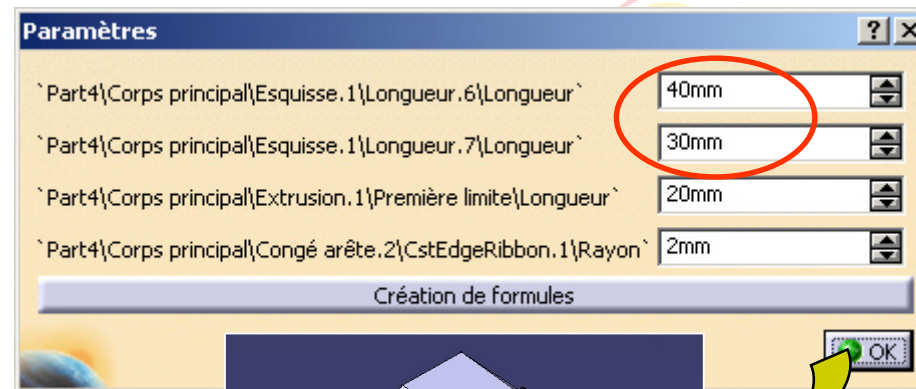 Paramètres
`Part4\Corps principal\Esquisse.1\Longueur.6\Longueur` 40mm
`Part4\Corps principal\Esquisse.1\Longueur.7\Longueur` 30mm
`Part4\Corps principal\Extrusion.1\Première limite\Longueur` 20mm
`Part4\Corps principal\Congé arête.2\CstEdgeRibbon.1\Rayon` 2mm
Création de formules
OK